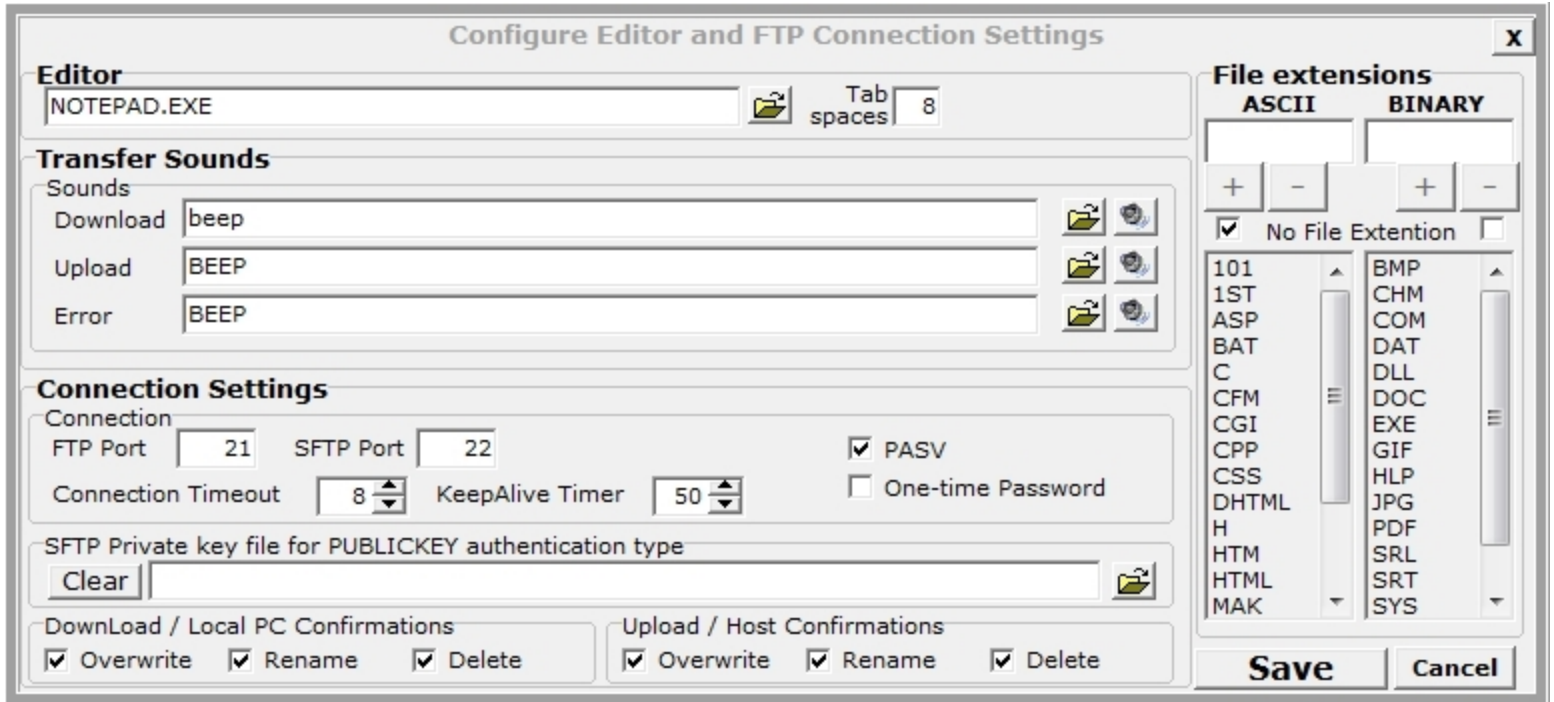 Configure Editor and FTP Connection Settings
X
Editor
NOTEPAD.EXE
Tab
spaces
8
Transfer Sounds
Sounds
Download
beep
Upload
BEEP
Error
BEEP
Connection Settings
Connection
FTP Port
21
SFTP Port
22
PASV
Connection Timeout
8
KeepAlive Timer
50
One-time Password
SFTP Private key file for PUBLICKEY authentication type
Clear
DownLoad / Local PC Confirmations
Overwrite
Rename
Delete
Upload / Host Confirmations
Overwrite
Rename
Delete
File extensions
ASCII
BINARY
+
-
+
-
No File Extention
101
1ST
ASP
BAT
C
CFM
CGI
CPP
CSS
DHTML
H
HTM
HTML
MAK
BMP
CHM
COM
DAT
DLL
DOC
EXE
GIF
HLP
JPG
PDF
SRL
SRT
SYS
Save
Cancel